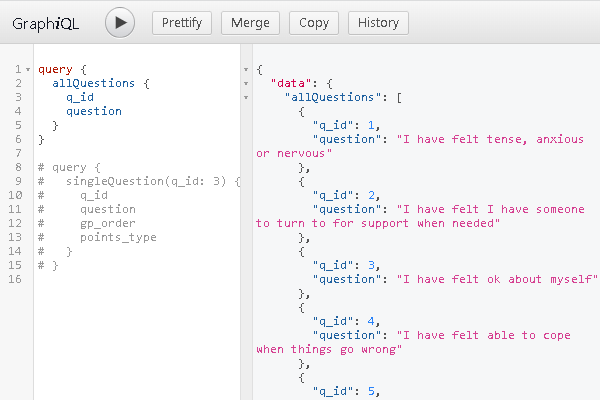 GraphiQL Prettify Merge Copy History
1 query {
2 allQuestions {
3 q_id
4 question
5 }
6 }
7
8 # query {
9 # singleQuestion(q_id: 3) {
10 # q_id
11 # question
12 # gp_order
13 # points_type
14 # }
15 # }
16
{
"data": {
"allQuestions": [
{
"q_id": 1,
"question": "I have felt tense, anxious
or nervous"
},
{
"q_id": 2,
"question": "I have felt I have someone
to turn to for support when needed"
},
{
"q_id": 3,
"question": "I have felt ok about myself"
},
{
"q_id": 4,
"question": "I have felt able to cope
when things go wrong"
},
{
"q_id": 5,